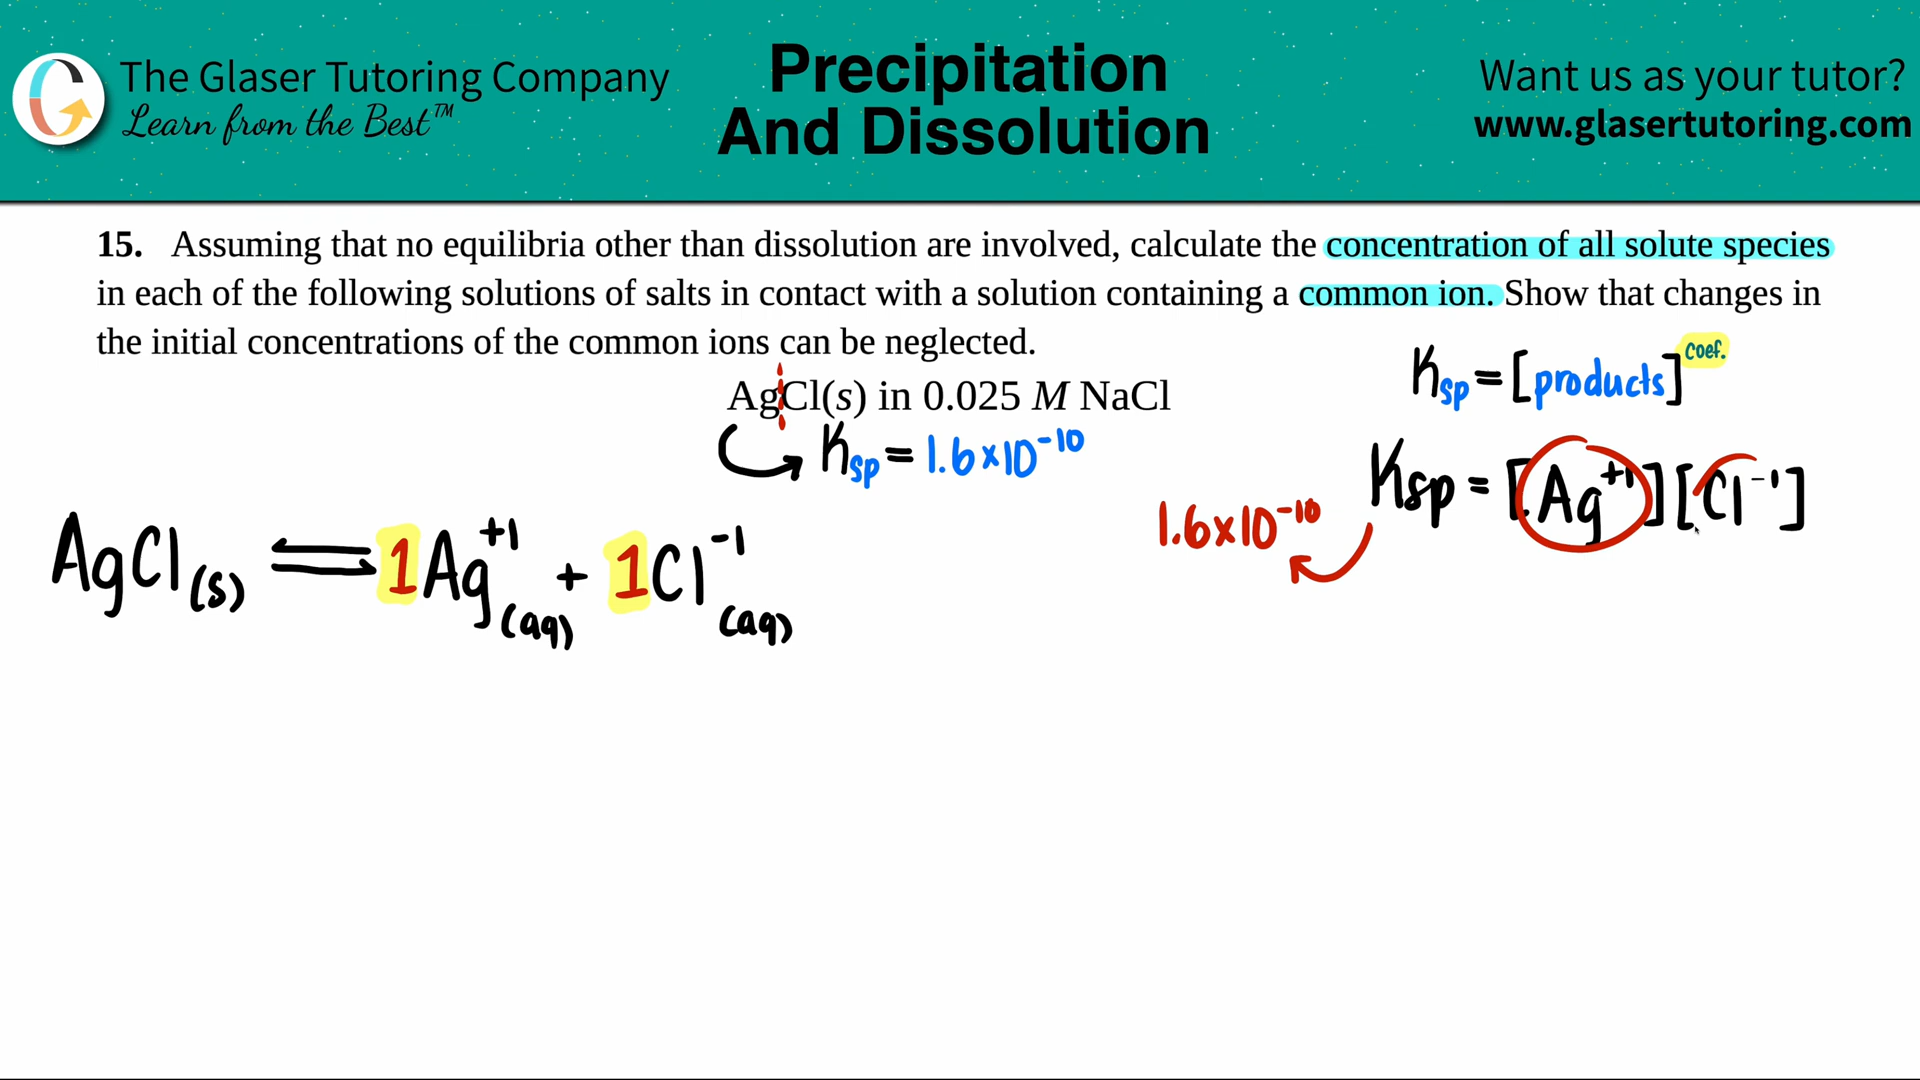 The Glaser Tutoring Company
Learn from the Best™
Precipitation
And Dissolution
Want us as your tutor?
www.glasertutoring.com
15. Assuming that no equilibria other than dissolution are involved, calculate the concentration of all solute species
in each of the following solutions of salts in contact with a solution containing a common ion. Show that changes in
the initial concentrations of the common ions can be neglected.
AgCl(s) in 0.025 M NaCl
Ksp = 1.6×10⁻¹⁰
Ksp = [products]ᶜᵒᵉᶠ·
Ksp = [Ag⁺¹][Cl⁻¹]
1.6×10⁻¹⁰
AgCl(s) ⇌ 1Ag⁺¹(aq) + 1Cl⁻¹(aq)